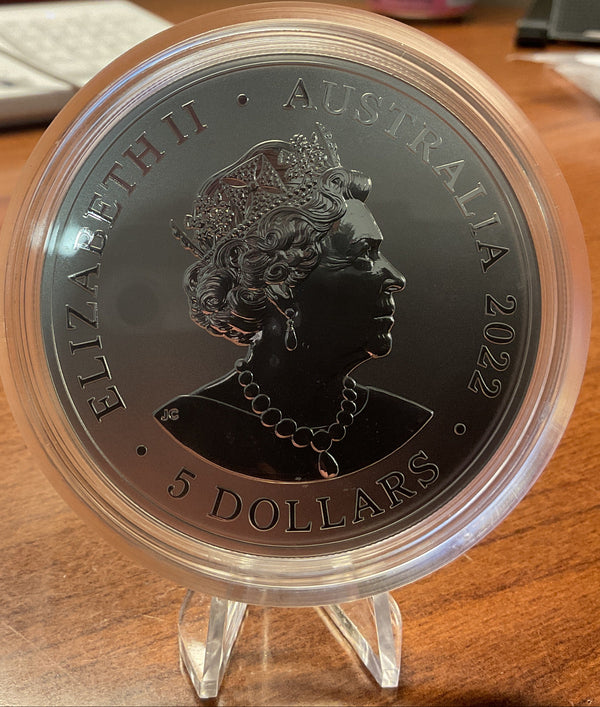 ELIZABETH II • AUSTRALIA 2022 •
JC
• 5 DOLLARS